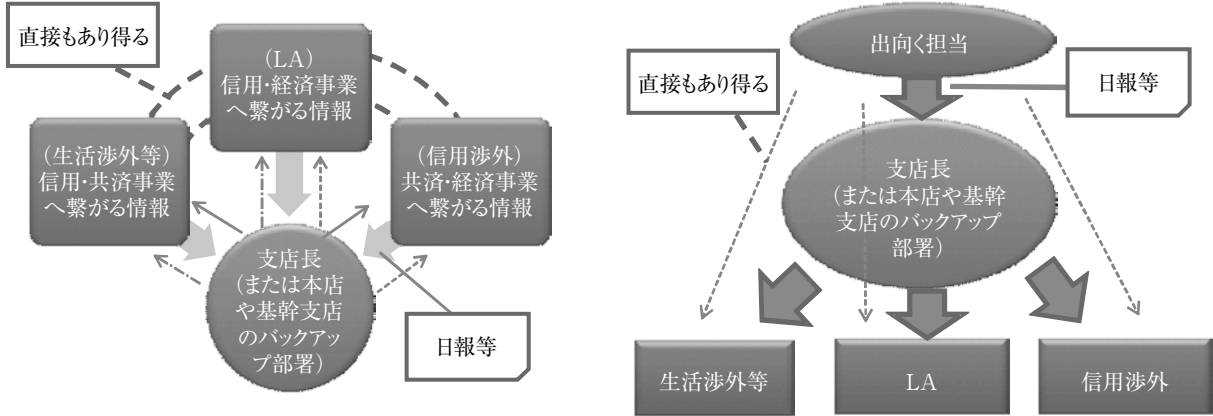 直接もあり得る
(LA)
信用・経済事業
へ繋がる情報
(生活渉外等)
信用・共済事業
へ繋がる情報
(信用渉外)
共済・経済事業
へ繋がる情報
支店長
(または本店
や基幹支店
のバックアッ
プ部署)
日報等
出向く担当
直接もあり得る
日報等
支店長
(または本店や基幹
支店のバックアップ
部署)
生活渉外等
LA
信用渉外